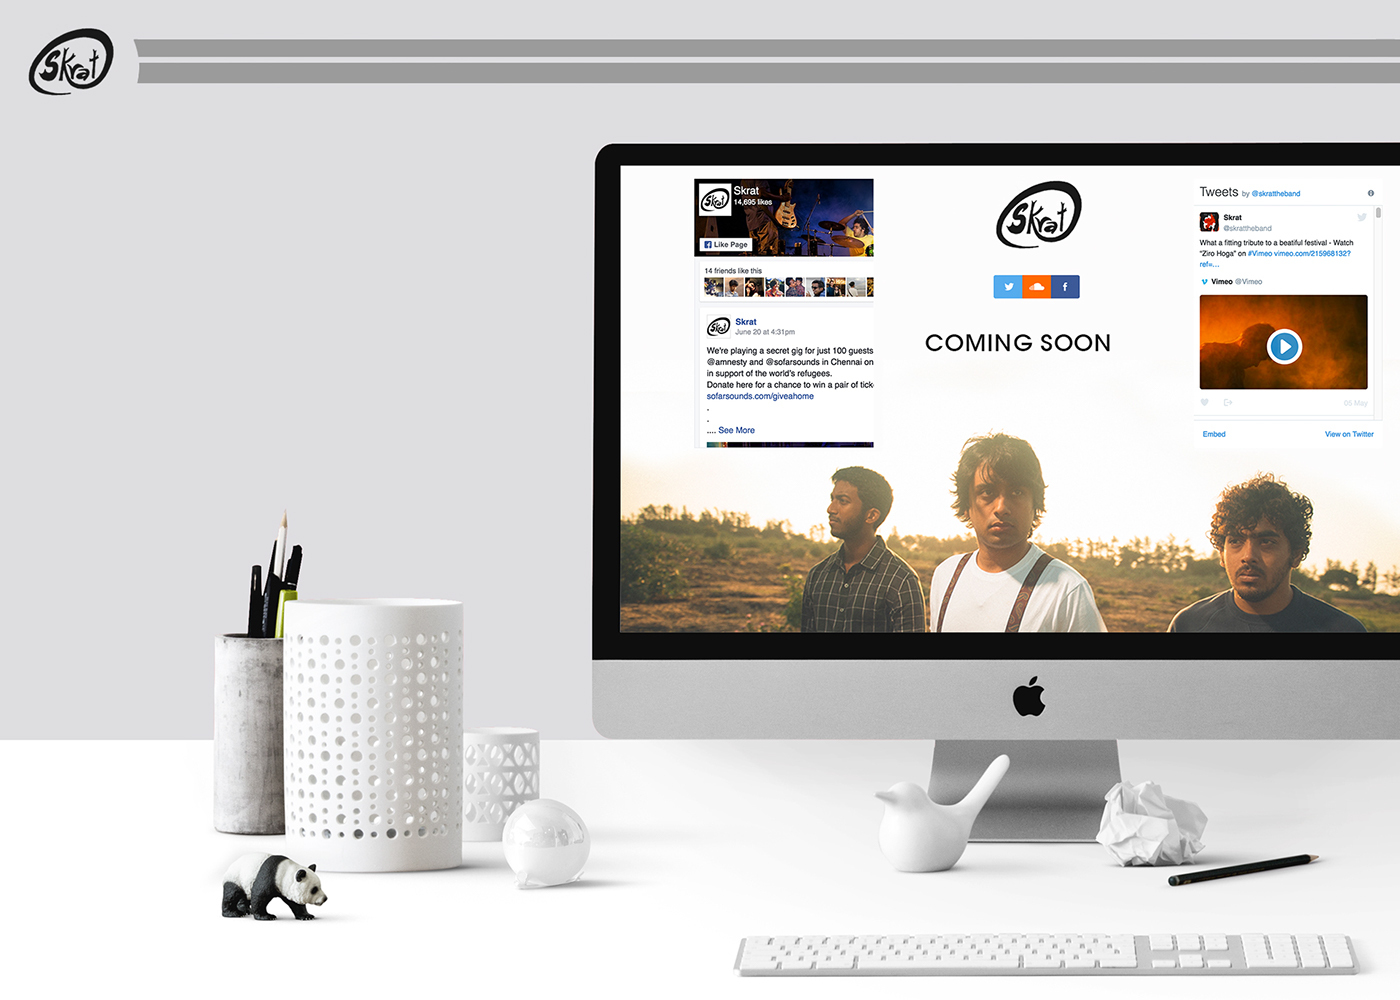 Skrat
Skrat
Skrat
14,695 likes
Like Page
14 friends like this
Skrat
Skrat
June 20 at 4:31pm
We're playing a secret gig for just 100 guests
@amnesty and @sofarsounds in Chennai on
in support of the world's refugees.
Donate here for a chance to win a pair of
sofarsounds.com/giveahome
.
.
.... See More
Skrat
COMING SOON
Tweets by @skrattheband
Skrat
@skrattheband
What a fitting tribute to a beatiful festival - Watch
"Ziro Hoga" on #Vimeo vimeo.com/215968132?
ref=...
Vimeo @Vimeo
05 May
Embed
View on Twitter